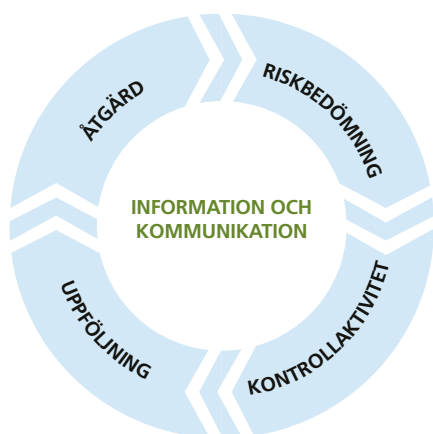 ÅTGÄRD
RISKBEDÖMNING
INFORMATION OCH
KOMMUNIKATION
UPPFÖLJNING
KONTROLLAKTIVITET